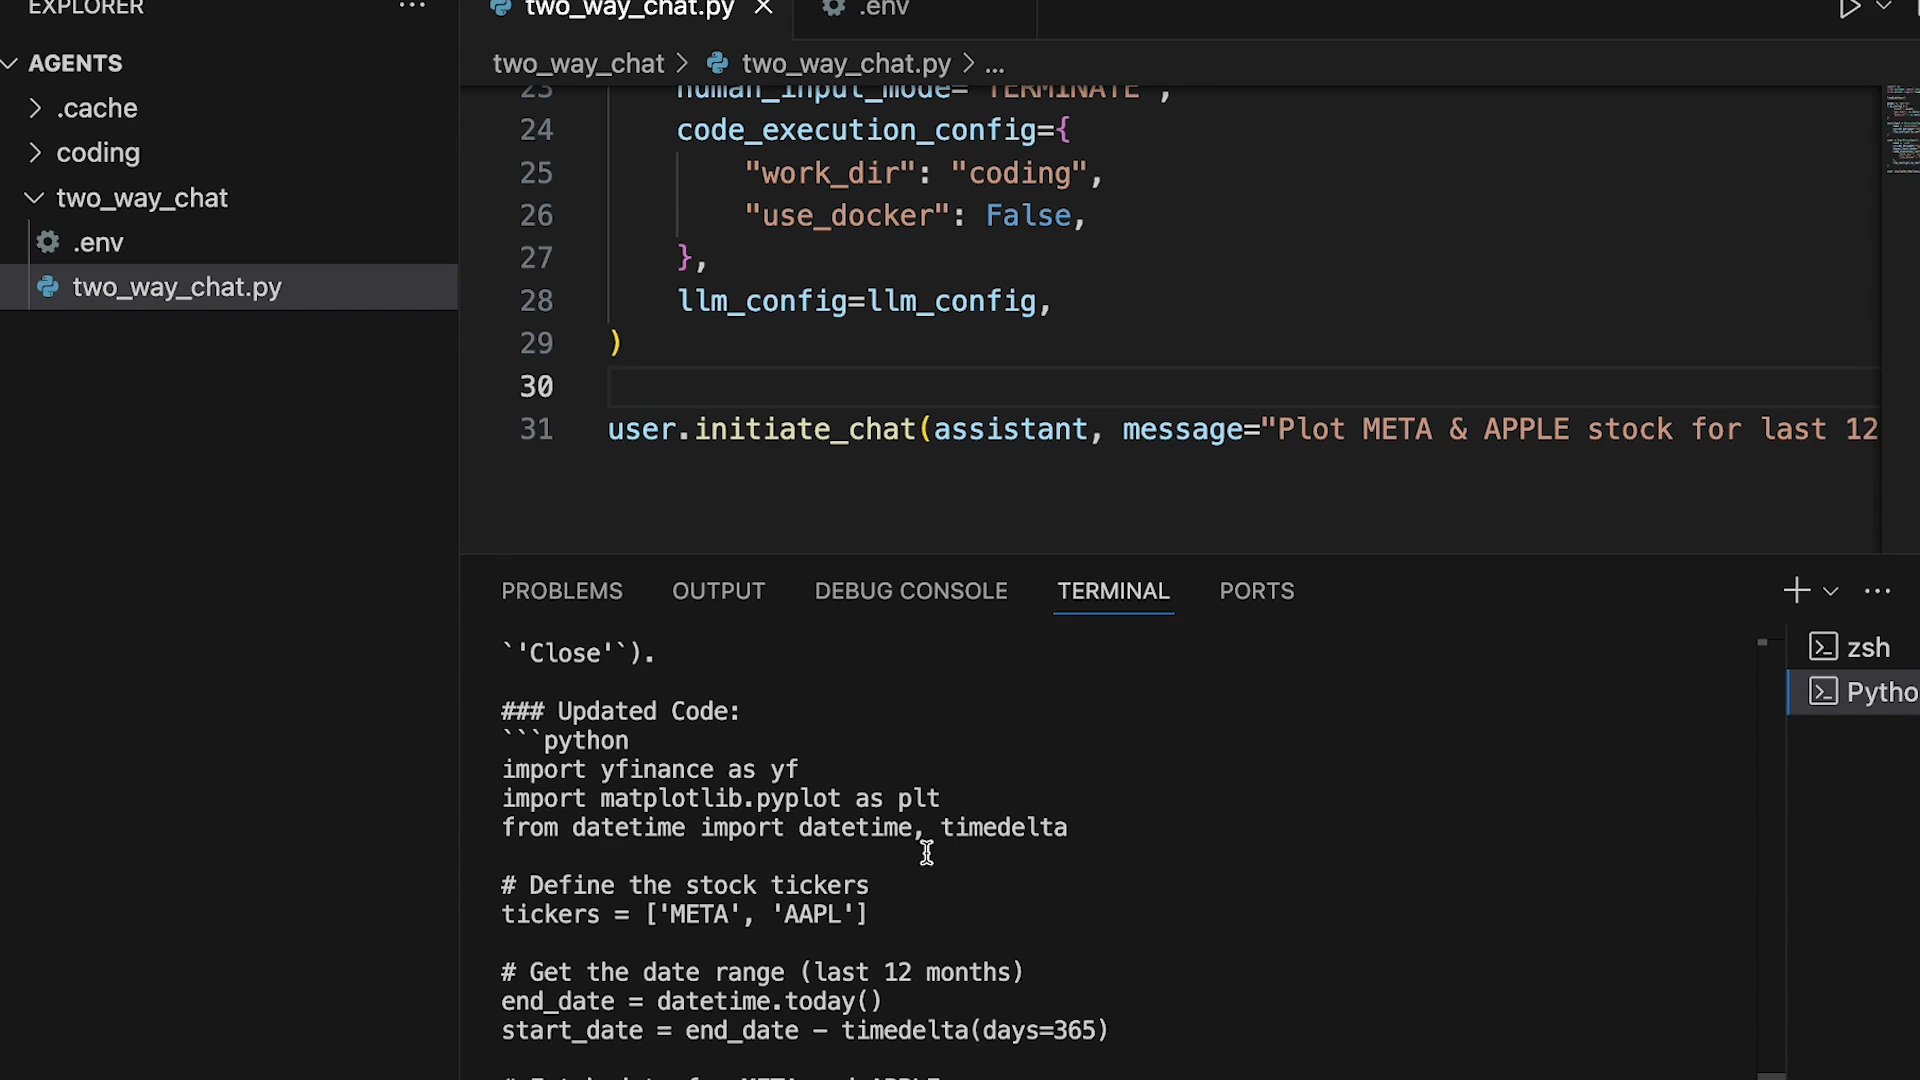 EXPLORER
···
two_way_chat.py
.env
AGENTS
.cache
coding
two_way_chat
.env
two_way_chat.py
two_way_chat > two_way_chat.py > ...
23 human_input_mode="TERMINATE",
24 code_execution_config={
25 "work_dir": "coding",
26 "use_docker": False,
27 },
28 llm_config=llm_config,
29 )
30
31 user.initiate_chat(assistant, message="Plot META & APPLE stock for last 12
PROBLEMS OUTPUT DEBUG CONSOLE TERMINAL PORTS
zsh
Pytho
`'Close'`).
### Updated Code:
```python
import yfinance as yf
import matplotlib.pyplot as plt
from datetime import datetime, timedelta
# Define the stock tickers
tickers = ['META', 'AAPL']
# Get the date range (last 12 months)
end_date = datetime.today()
start_date = end_date - timedelta(days=365)